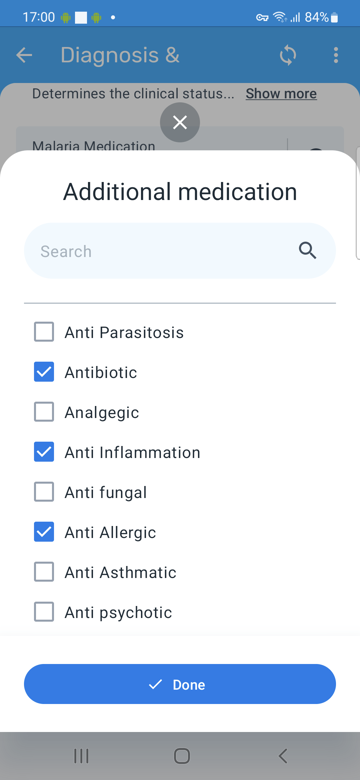 17:00 84%
Diagnosis &
Determines the clinical status... Show more
Malaria Medication
Additional medication
Search
Anti Parasitosis
Antibiotic
Analgegic
Anti Inflammation
Anti fungal
Anti Allergic
Anti Asthmatic
Anti psychotic
Done